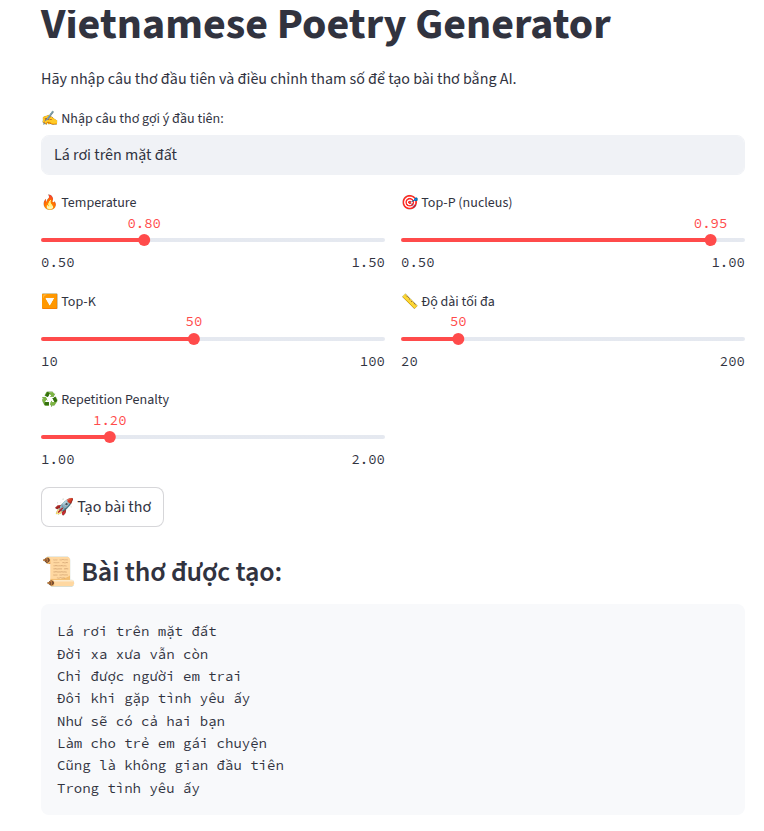 Vietnamese Poetry Generator
Hãy nhập câu thơ đầu tiên và điều chỉnh tham số để tạo bài thơ bằng AI.
✍️ Nhập câu thơ gợi ý đầu tiên:
Lá rơi trên mặt đất
🔥 Temperature
0.80
0.50 1.50
🎯 Top-P (nucleus)
0.95
0.50 1.00
🔽 Top-K
50
10 100
📏 Độ dài tối đa
50
20 200
♻️ Repetition Penalty
1.20
1.00 2.00
🚀 Tạo bài thơ
📜 Bài thơ được tạo:
Lá rơi trên mặt đất
Đời xa xưa vẫn còn
Chỉ được người em trai
Đôi khi gặp tình yêu ấy
Như sẽ có cả hai bạn
Làm cho trẻ em gái chuyện
Cũng là không gian đầu tiên
Trong tình yêu ấy